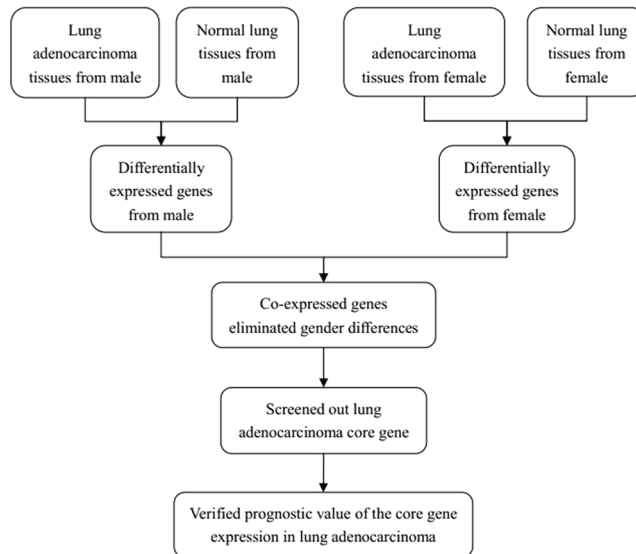 Lung
adenocarcinoma
tissues from male
Normal lung
tissues from
male
Lung
adenocarcinoma
tissues from female
Normal lung
tissues from
female
Differentially
expressed genes
from male
Differentially
expressed genes
from female
Co-expressed genes
eliminated gender differences
Screened out lung
adenocarcinoma core gene
Verified prognostic value of the core gene
expression in lung adenocarcinoma